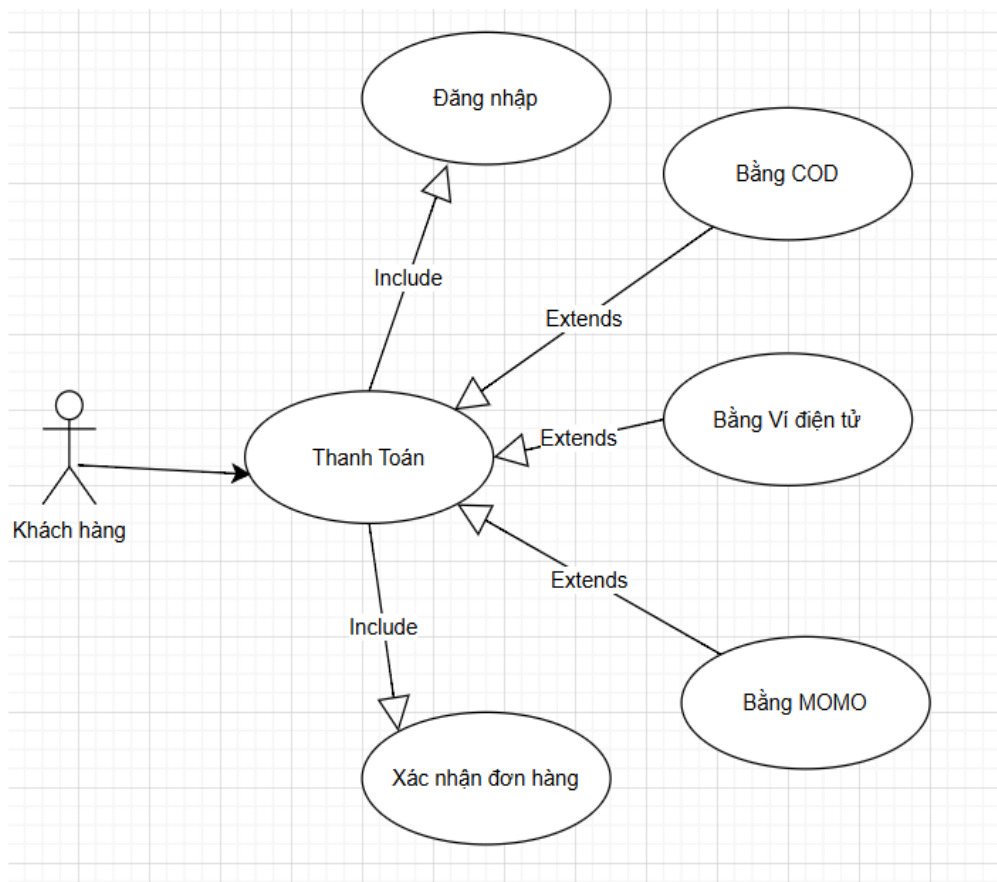 Đăng nhập
Bằng COD
Include
Extends
Bằng Ví điện tử
Extends
Thanh Toán
Khách hàng
Extends
Include
Bằng MOMO
Xác nhận đơn hàng